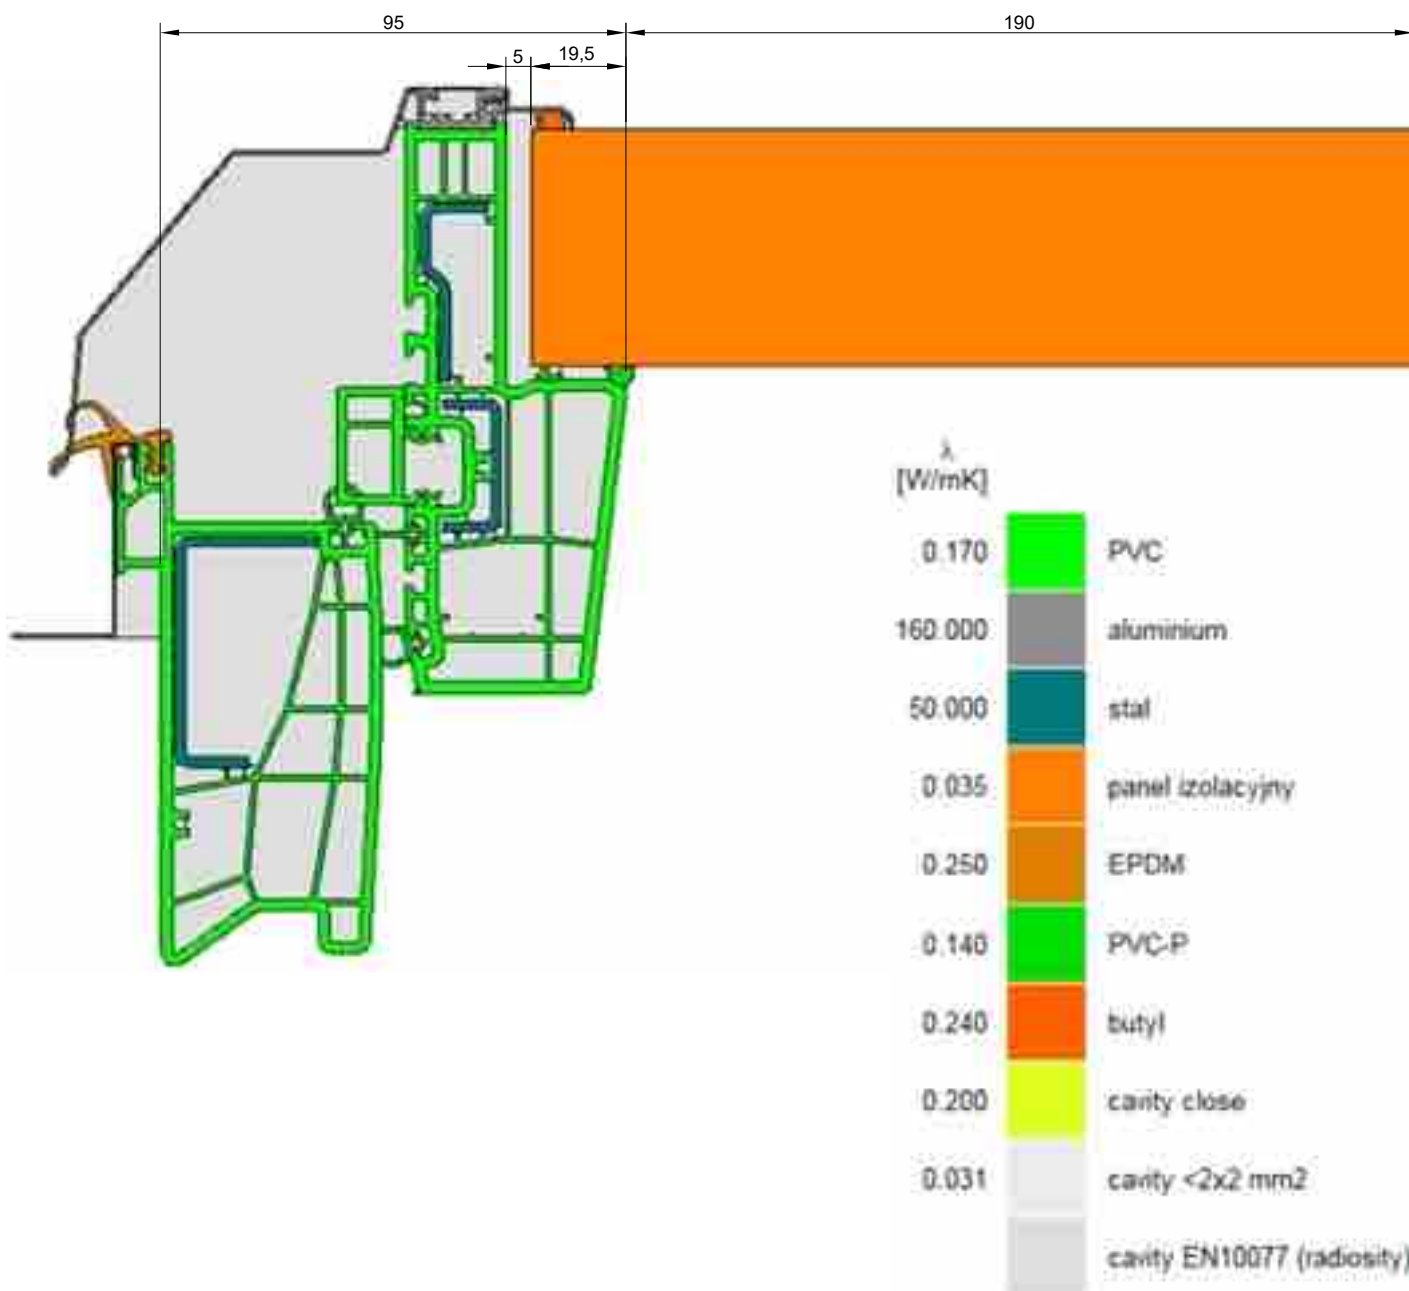 95
190
5
19,5
λ
[W/mK]
0.170 PVC
160.000 aluminium
50.000 stal
0.035 panel izolacyjny
0.250 EPDM
0.140 PVC-P
0.240 butyl
0.200 cavity close
0.031 cavity <2x2 mm2
cavity EN10077 (radiosity)